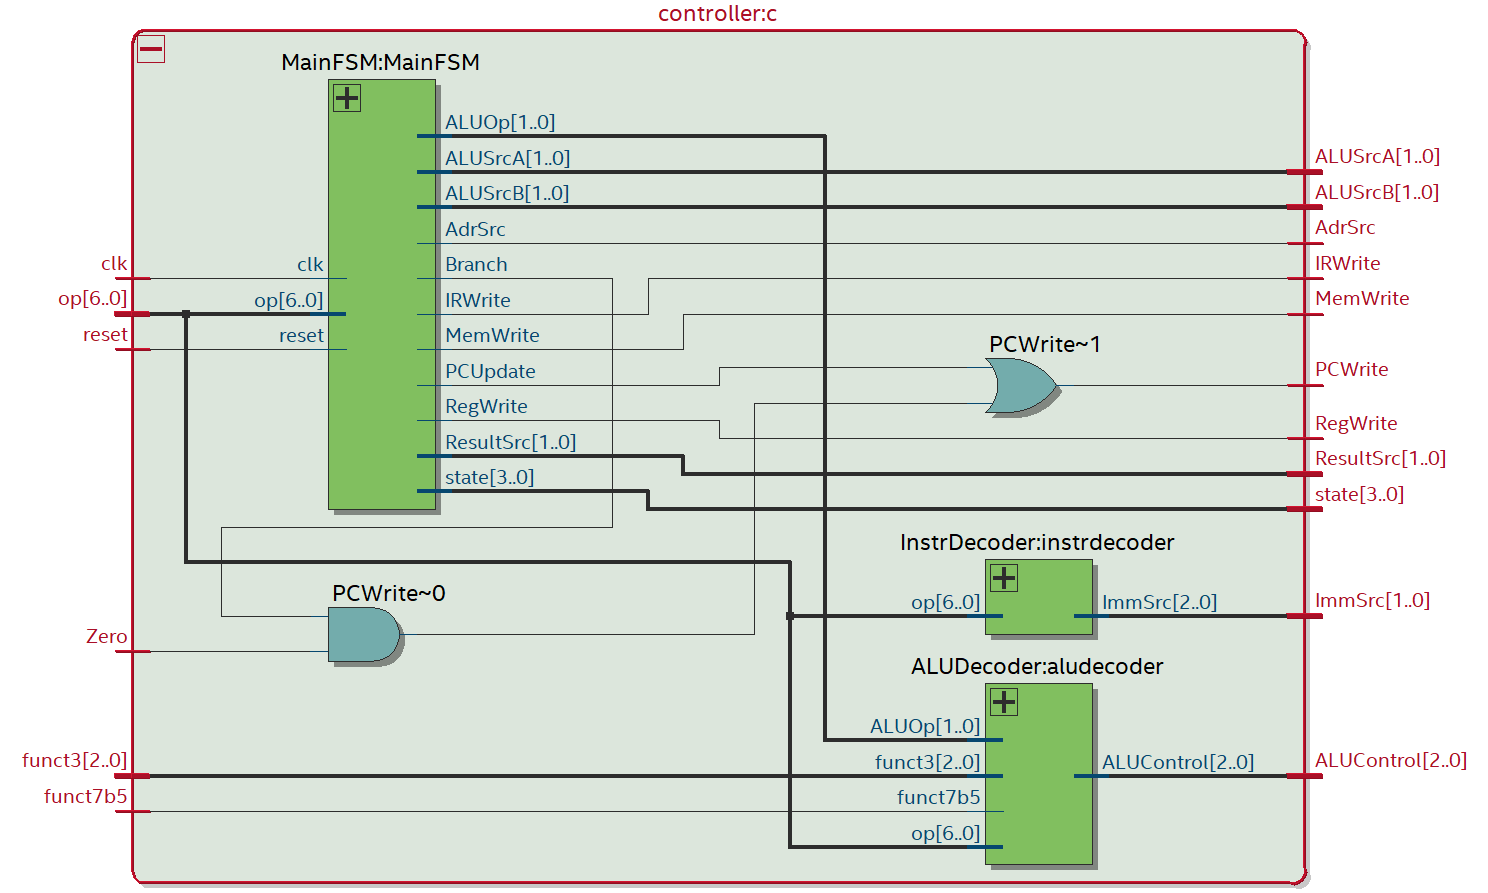 controller:c
MainFSM:MainFSM
ALUOp[1..0]
ALUSrcA[1..0]
ALUSrcB[1..0]
AdrSrc
Branch
IRWrite
MemWrite
PCUpdate
RegWrite
ResultSrc[1..0]
state[3..0]
clk
op[6..0]
reset
clk
op[6..0]
reset
Zero
funct3[2..0]
funct7b5
PCWrite~0
PCWrite~1
InstrDecoder:instrdecoder
op[6..0]
ImmSrc[2..0]
ALUDecoder:aludecoder
ALUOp[1..0]
funct3[2..0]
funct7b5
op[6..0]
ALUControl[2..0]
ALUSrcA[1..0]
ALUSrcB[1..0]
AdrSrc
IRWrite
MemWrite
PCWrite
RegWrite
ResultSrc[1..0]
state[3..0]
ImmSrc[1..0]
ALUControl[2..0]